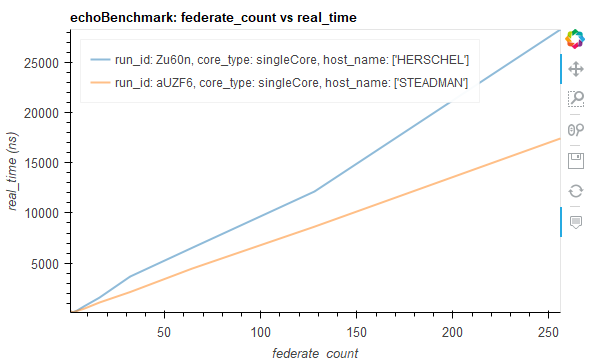 echoBenchmark: federate_count vs real_time
run_id: Zu60n, core_type: singleCore, host_name: ['HERSCHEL']
run_id: aUZF6, core_type: singleCore, host_name: ['STEADMAN']
real_time (ns)
25000
20000
15000
10000
5000
50 100 150 200 250
federate_count